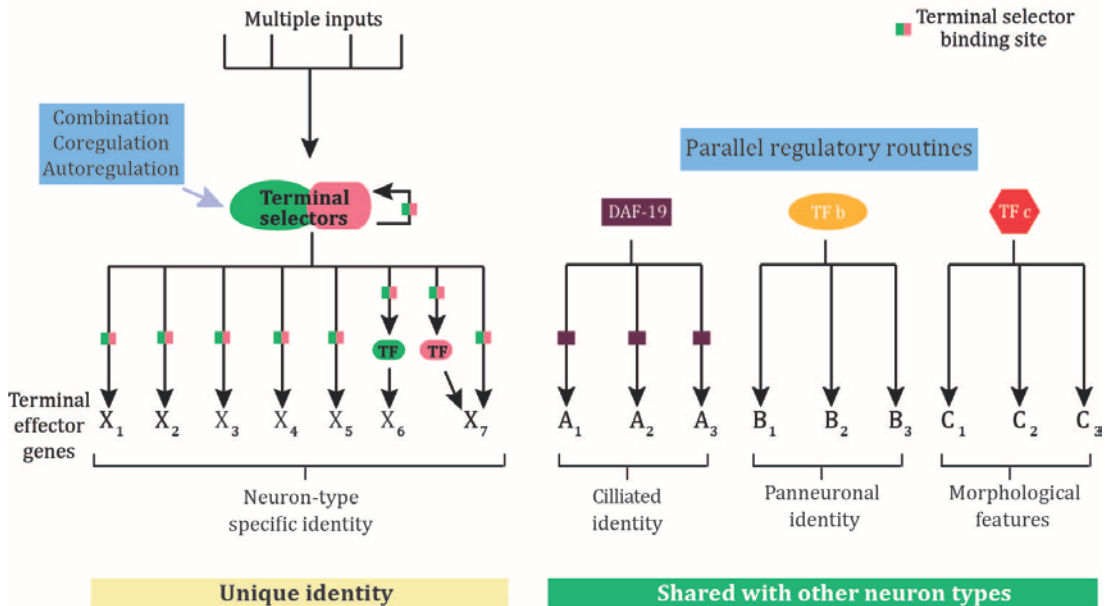 Multiple inputs
Terminal selector
binding site
Combination
Coregulation
Autoregulation
Parallel regulatory routines
Terminal
selectors
DAF-19
TF b
TF c
TF
TF
Terminal
effector
genes
X1 X2 X3 X4 X5 X6 X7
A1 A2 A3
B1 B2 B3
C1 C2 C3
Neuron-type
specific identity
Cilliated
identity
Panneuronal
identity
Morphological
features
Unique identity
Shared with other neuron types